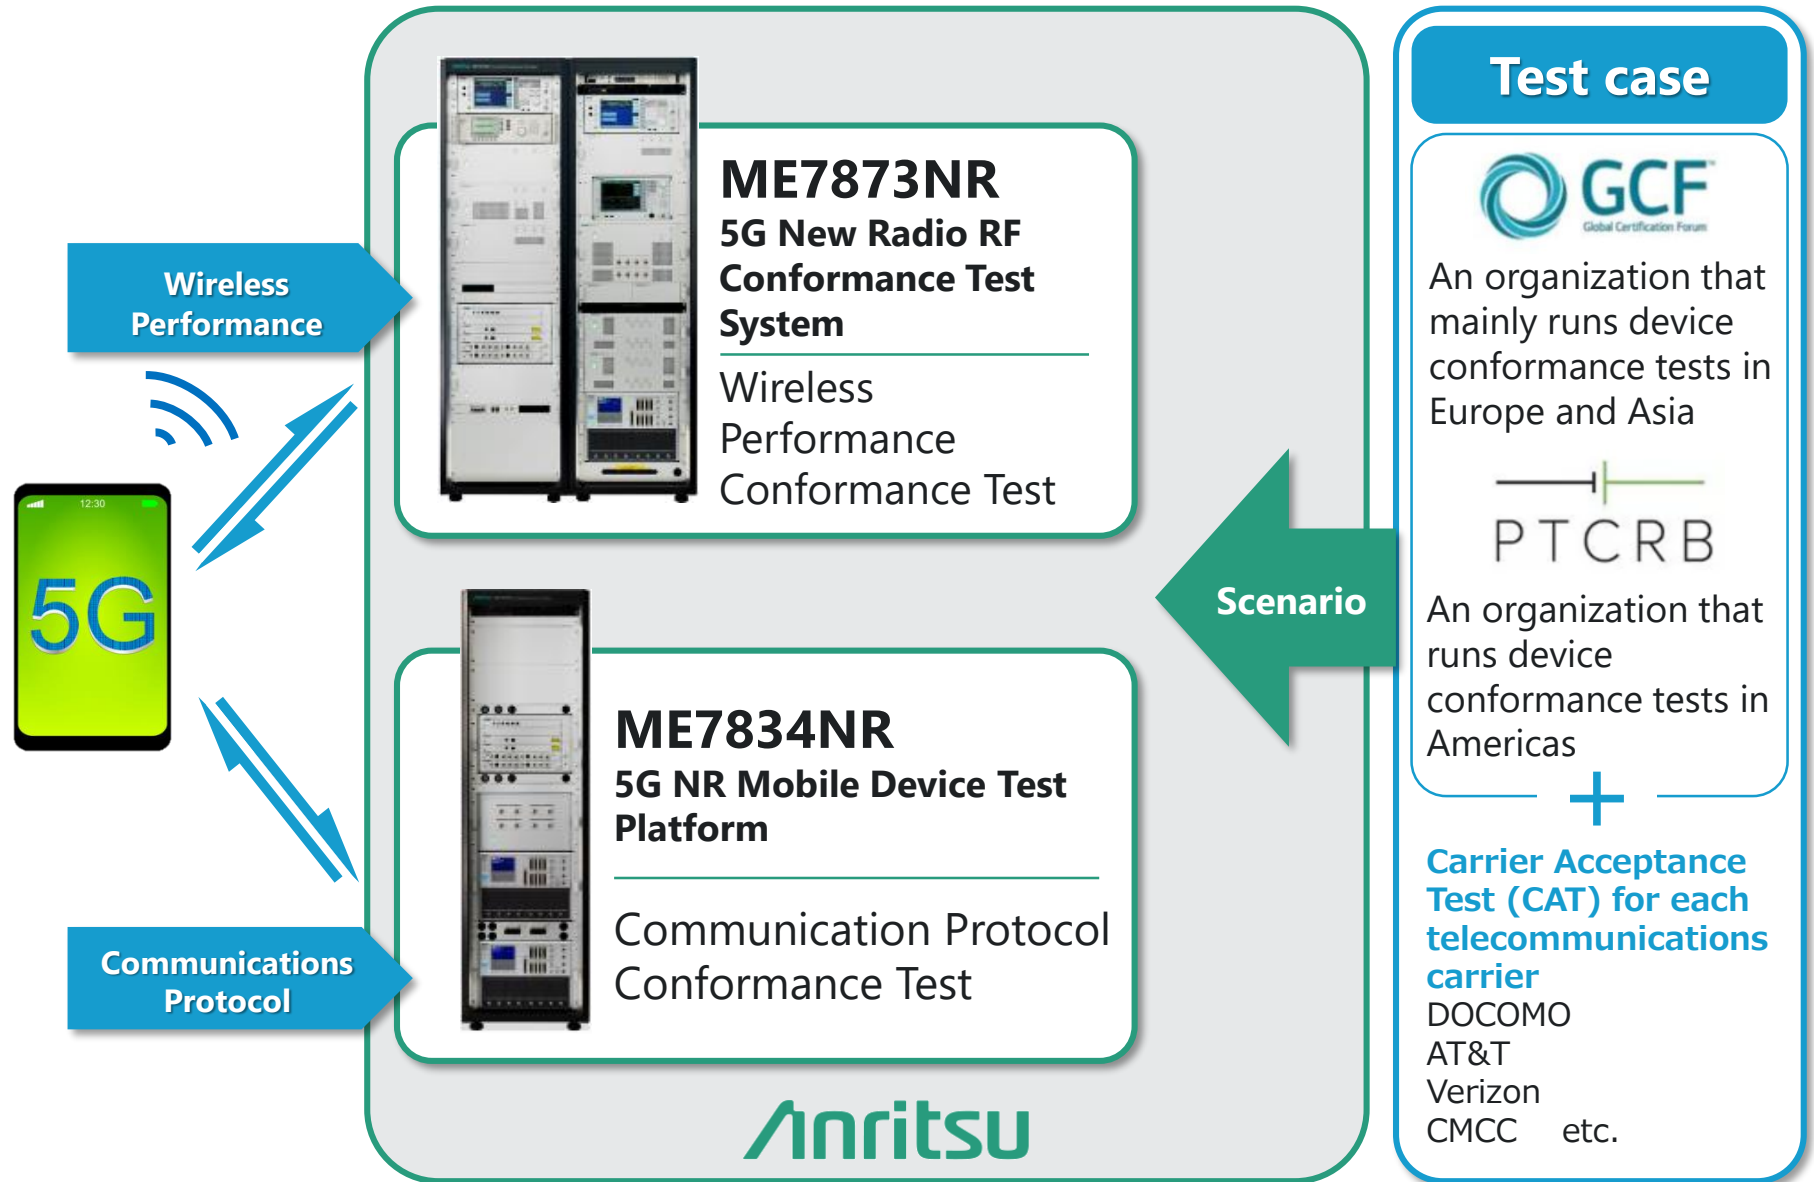 Wireless
Performance
12:30
5G
Communications
Protocol
ME7873NR
5G New Radio RF
Conformance Test
System
Wireless
Performance
Conformance Test
ME7834NR
5G NR Mobile Device Test
Platform
Communication Protocol
Conformance Test
Anritsu
Scenario
Test case
GCF™
Global Certification Forum
An organization that
mainly runs device
conformance tests in
Europe and Asia
PTCRB
An organization that
runs device
conformance tests in
Americas
+
Carrier Acceptance
Test (CAT) for each
telecommunications
carrier
DOCOMO
AT&T
Verizon
CMCC etc.